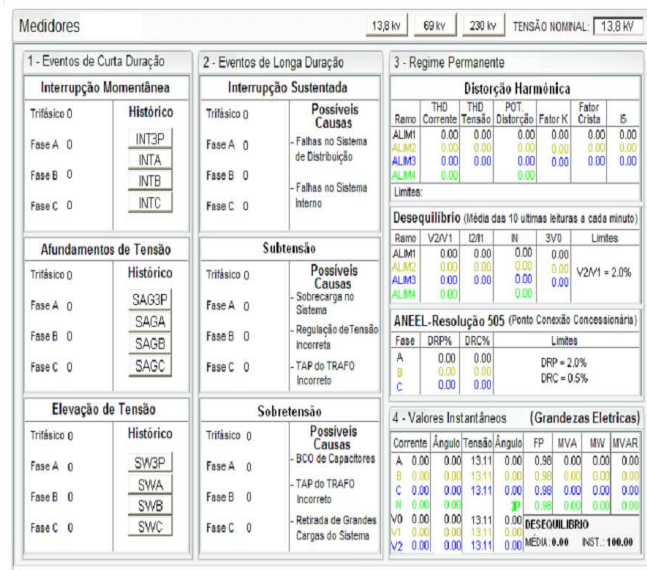 Medidores 13,8 kv 69 kv 230 kv TENSÃO NOMINAL: 13,8 KV
1 - Eventos de Curta Duração
Interrupção Momentânea
Trifásico 0 Histórico
INT3P
Fase A 0
INTA
Fase B 0
INTB
Fase C 0
INTC
Afundamentos de Tensão
Trifásico 0 Histórico
Fase A 0 SAG3P
SAGA
Fase B 0
SAGB
Fase C 0 SAGC
Elevação de Tensão
Trifásico 0 Histórico
Fase A 0 SW3P
SWA
Fase B 0
SWB
Fase C 0 SWC
2 - Eventos de Longa Duração
Interrupção Sustentada
Trifásico 0 Possíveis
Causas
Fase A 0 - Falhas no Sistema
de Distribuição
Fase B 0
- Falhas no Sistema
Fase C 0 Interno
Subtensão
Trifásico 0 Possíveis
Causas
Fase A 0 - Sobrecarga no
Sistema
Fase B 0 - Regulação de Tensão
Incorreta
Fase C 0 - TAP do TRAFO
Incorreto
Sobretensão
Trifásico 0 Possíveis
Causas
Fase A 0 - BCO de Capacitores
- TAP do TRAFO
Fase B 0 Incorreto
Fase C 0 - Retirada de Grandes
Cargas do Sistema
3 - Regime Permanente
Distorção Harmónica
THD THD POT. Fator
Ramo Corrente Tensão Distorção Fator K Crista I5
ALIM1 0.00 0.00 0.00 0.00 0.00 0.00
ALIM2 0.00 0.00 0.00 0.00 0.00 0.00
ALIM3 0.00 0.00 0.00 0.00 0.00 0.00
ALIM4 0.00 0.00
Limites:
Desequilíbrio (Média das 10 ultimas leituras a cada minuto)
Ramo V2/V1 I2/I1 IN 3V0 Limites
ALIM1 0.00 0.00 0.00 0.00
ALIM2 0.00 0.00 0.00 0.00
ALIM3 0.00 0.00 0.00 0.00 V2/V1 = 2.0%
ALIM4 0.00 0.00
ANEEL-Resolução 505 (Ponto Conexão Concessionária)
Fase DRP% DRC% Limites
A 0.00 0.00 DRP = 2.0%
B 0.00 0.00
C 0.00 0.00 DRC = 0.5%
4 - Valores Instantâneos (Grandezas Eletricas)
Corrente Ângulo Tensão Ângulo FP MVA MW MVAR
A 0.00 0.00 13.11 0.00 0.98 0.00 0.00 0.00
B 0.00 0.00 13.11 0.00 0.98 0.00 0.00 0.00
C 0.00 0.00 13.11 0.00 0.98 0.00 0.00 0.00
N 0.00 0.00 0.98 0.00 0.00 0.00
V0 0.00 0.00 13.11 0.00 DESEQUILIBRIO
V1 0.00 0.00 13.11 0.00
V2 0.00 0.00 13.11 0.00 MÉDIA: 0.00 INST.: 100.00